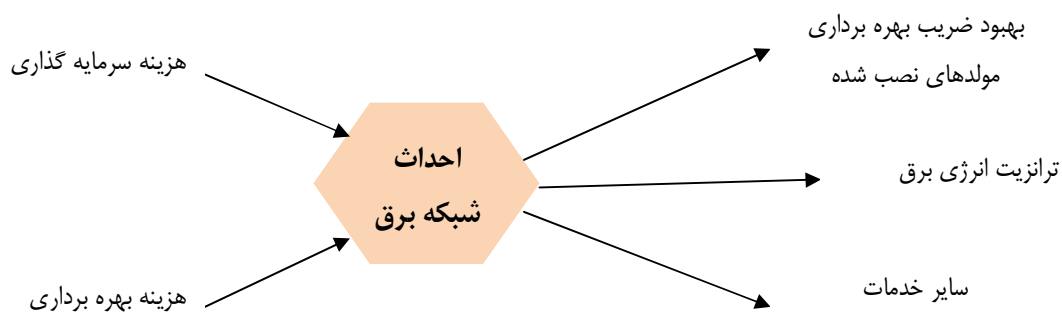 بهبود ضریب بهره برداری
مولدهای نصب شده
هزینه سرمایه گذاری
احداث
شبکه برق
ترانزیت انرژی برق
سایر خدمات
هزینه بهره برداری